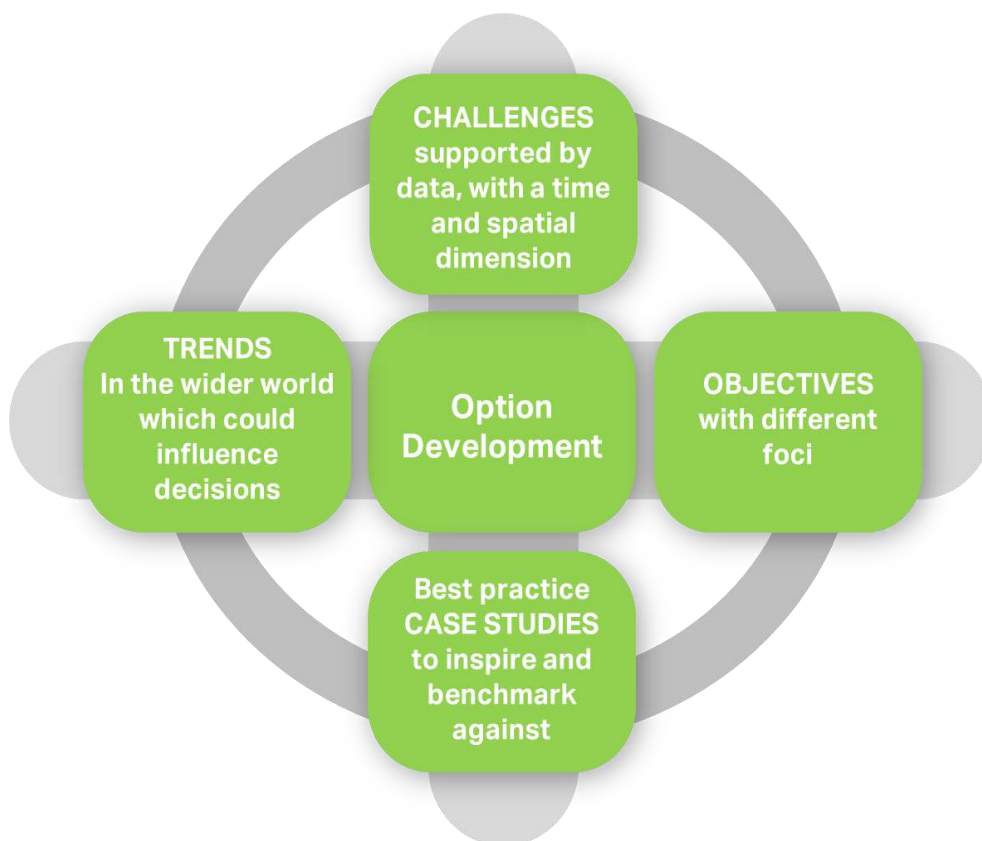 CHALLENGES
supported by
data, with a time
and spatial
dimension
TRENDS
In the wider world
which could
influence
decisions
Option
Development
OBJECTIVES
with different
foci
Best practice
CASE STUDIES
to inspire and
benchmark
against